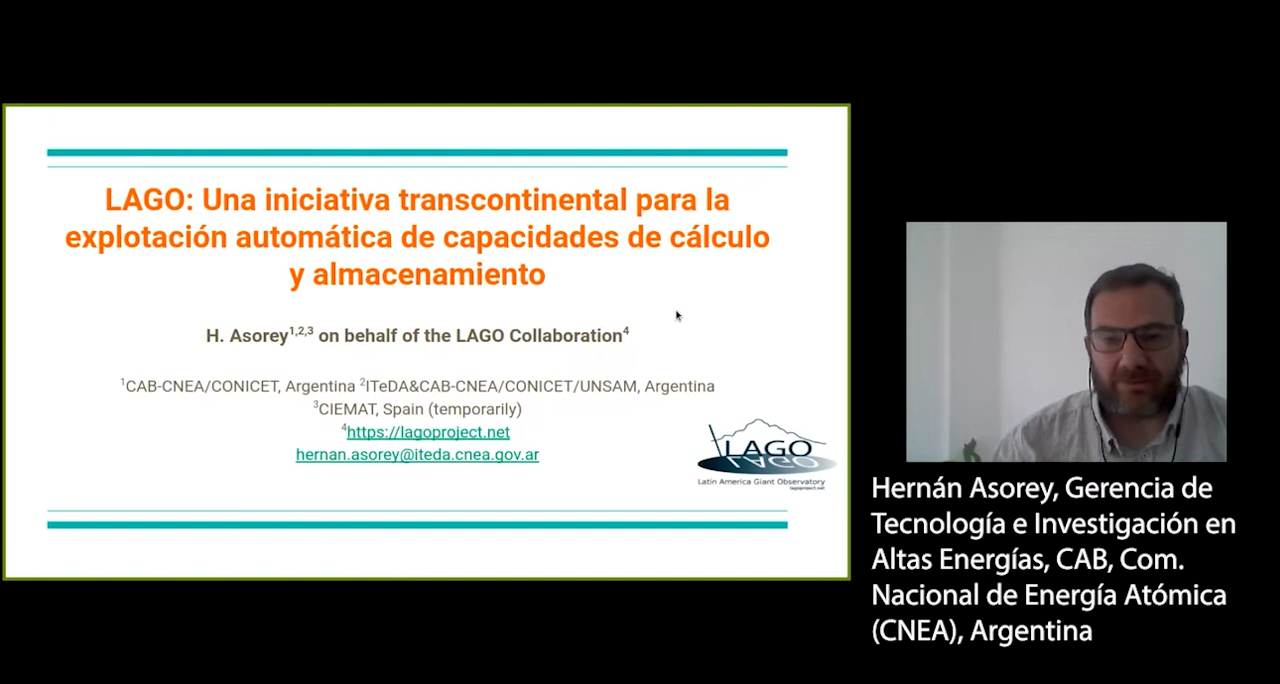 LAGO: Una iniciativa transcontinental para la
explotación automática de capacidades de cálculo
y almacenamiento
H. Asorey1,2,3 on behalf of the LAGO Collaboration4
1CAB-CNEA/CONICET, Argentina 2ITeDA&CAB-CNEA/CONICET/UNSAM, Argentina
3CIEMAT, Spain (temporarily)
4https://lagoproject.net
hernan.asorey@iteda.cnea.gov.ar
LAGO
LAGO
Latin America Giant Observatory
lagoproject.net
Hernán Asorey, Gerencia de
Tecnología e Investigación en
Altas Energías, CAB, Com.
Nacional de Energía Atómica
(CNEA), Argentina